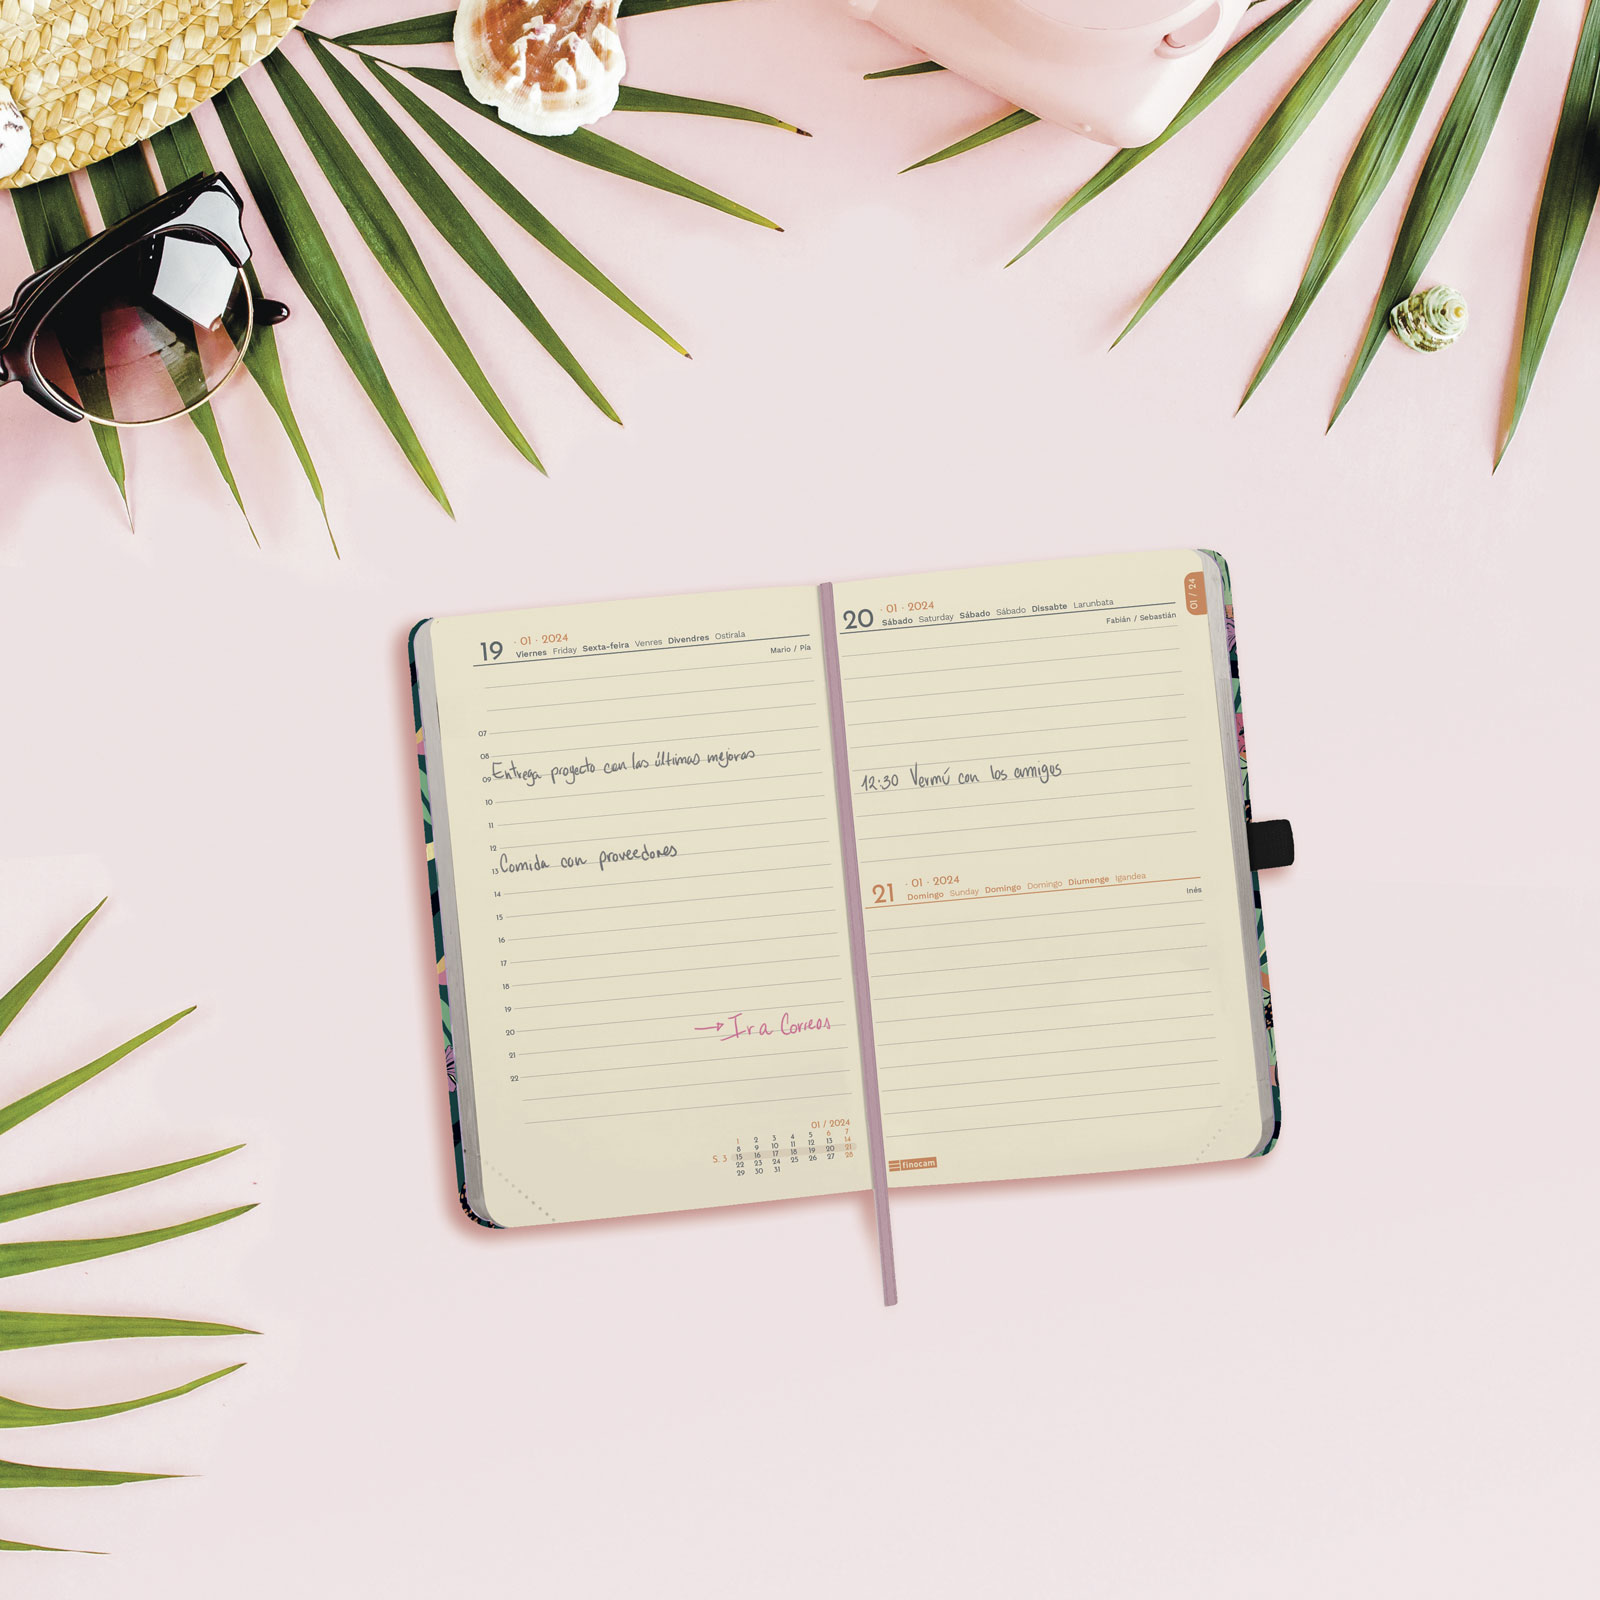 19 · 01 · 2024
Viernes Friday Sexta-feira Venres Divendres Ostirala
Mario / Pía
07
08
09 Entrega proyecto con las últimas mejoras
10
11
12
13 Comida con proveedores
14
15
16
17
18
19
20 → Ir a Correos
21
22
01 / 2024
1 2 3 4 5 6 7
8 9 10 11 12 13 14
S. 3 15 16 17 18 19 20 21
22 23 24 25 26 27 28
29 30 31
01 / 24
20 · 01 · 2024
Sábado Saturday Sábado Sábado Dissabte Larunbata
Fabián / Sebastián
12:30 Vermú con los amigos
21 · 01 · 2024
Domingo Sunday Domingo Domingo Diumenge Igandea
Inés
finocam